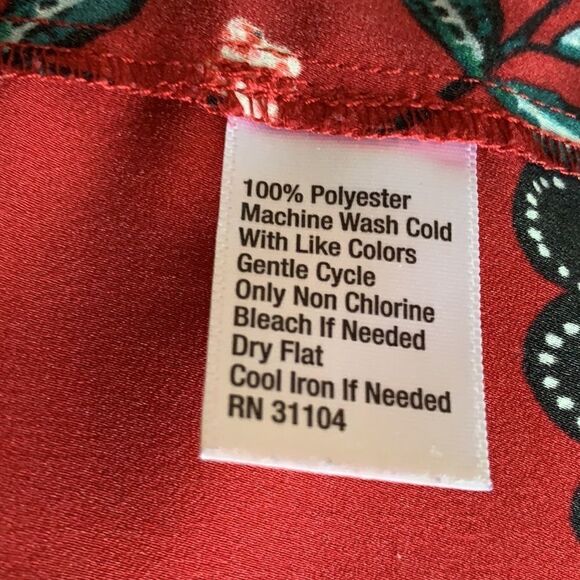 100% Polyester
Machine Wash Cold
With Like Colors
Gentle Cycle
Only Non Chlorine
Bleach If Needed
Dry Flat
Cool Iron If Needed
RN 31104